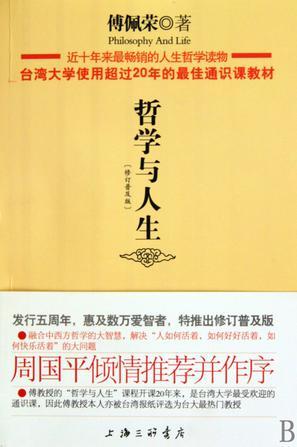 傅佩荣◎著
Philosophy And Life
近十年来最畅销的人生哲学读物
台湾大学使用超过20年的最佳通识课教材
哲学与人生
[修订普及版]
发行五周年，惠及数万爱智者，特推出修订普及版
●融合中西方哲学的大智慧，解决“人如何活着，如何好好活着，如
何快乐活着”的大问题
周国平倾情推荐并作序
●傅教授的“哲学与人生”课程开课20年来，是台湾大学最受欢迎的
通识课，因此傅教授本人亦被台湾报纸评选为台大最热门教授
上海三联书店
B